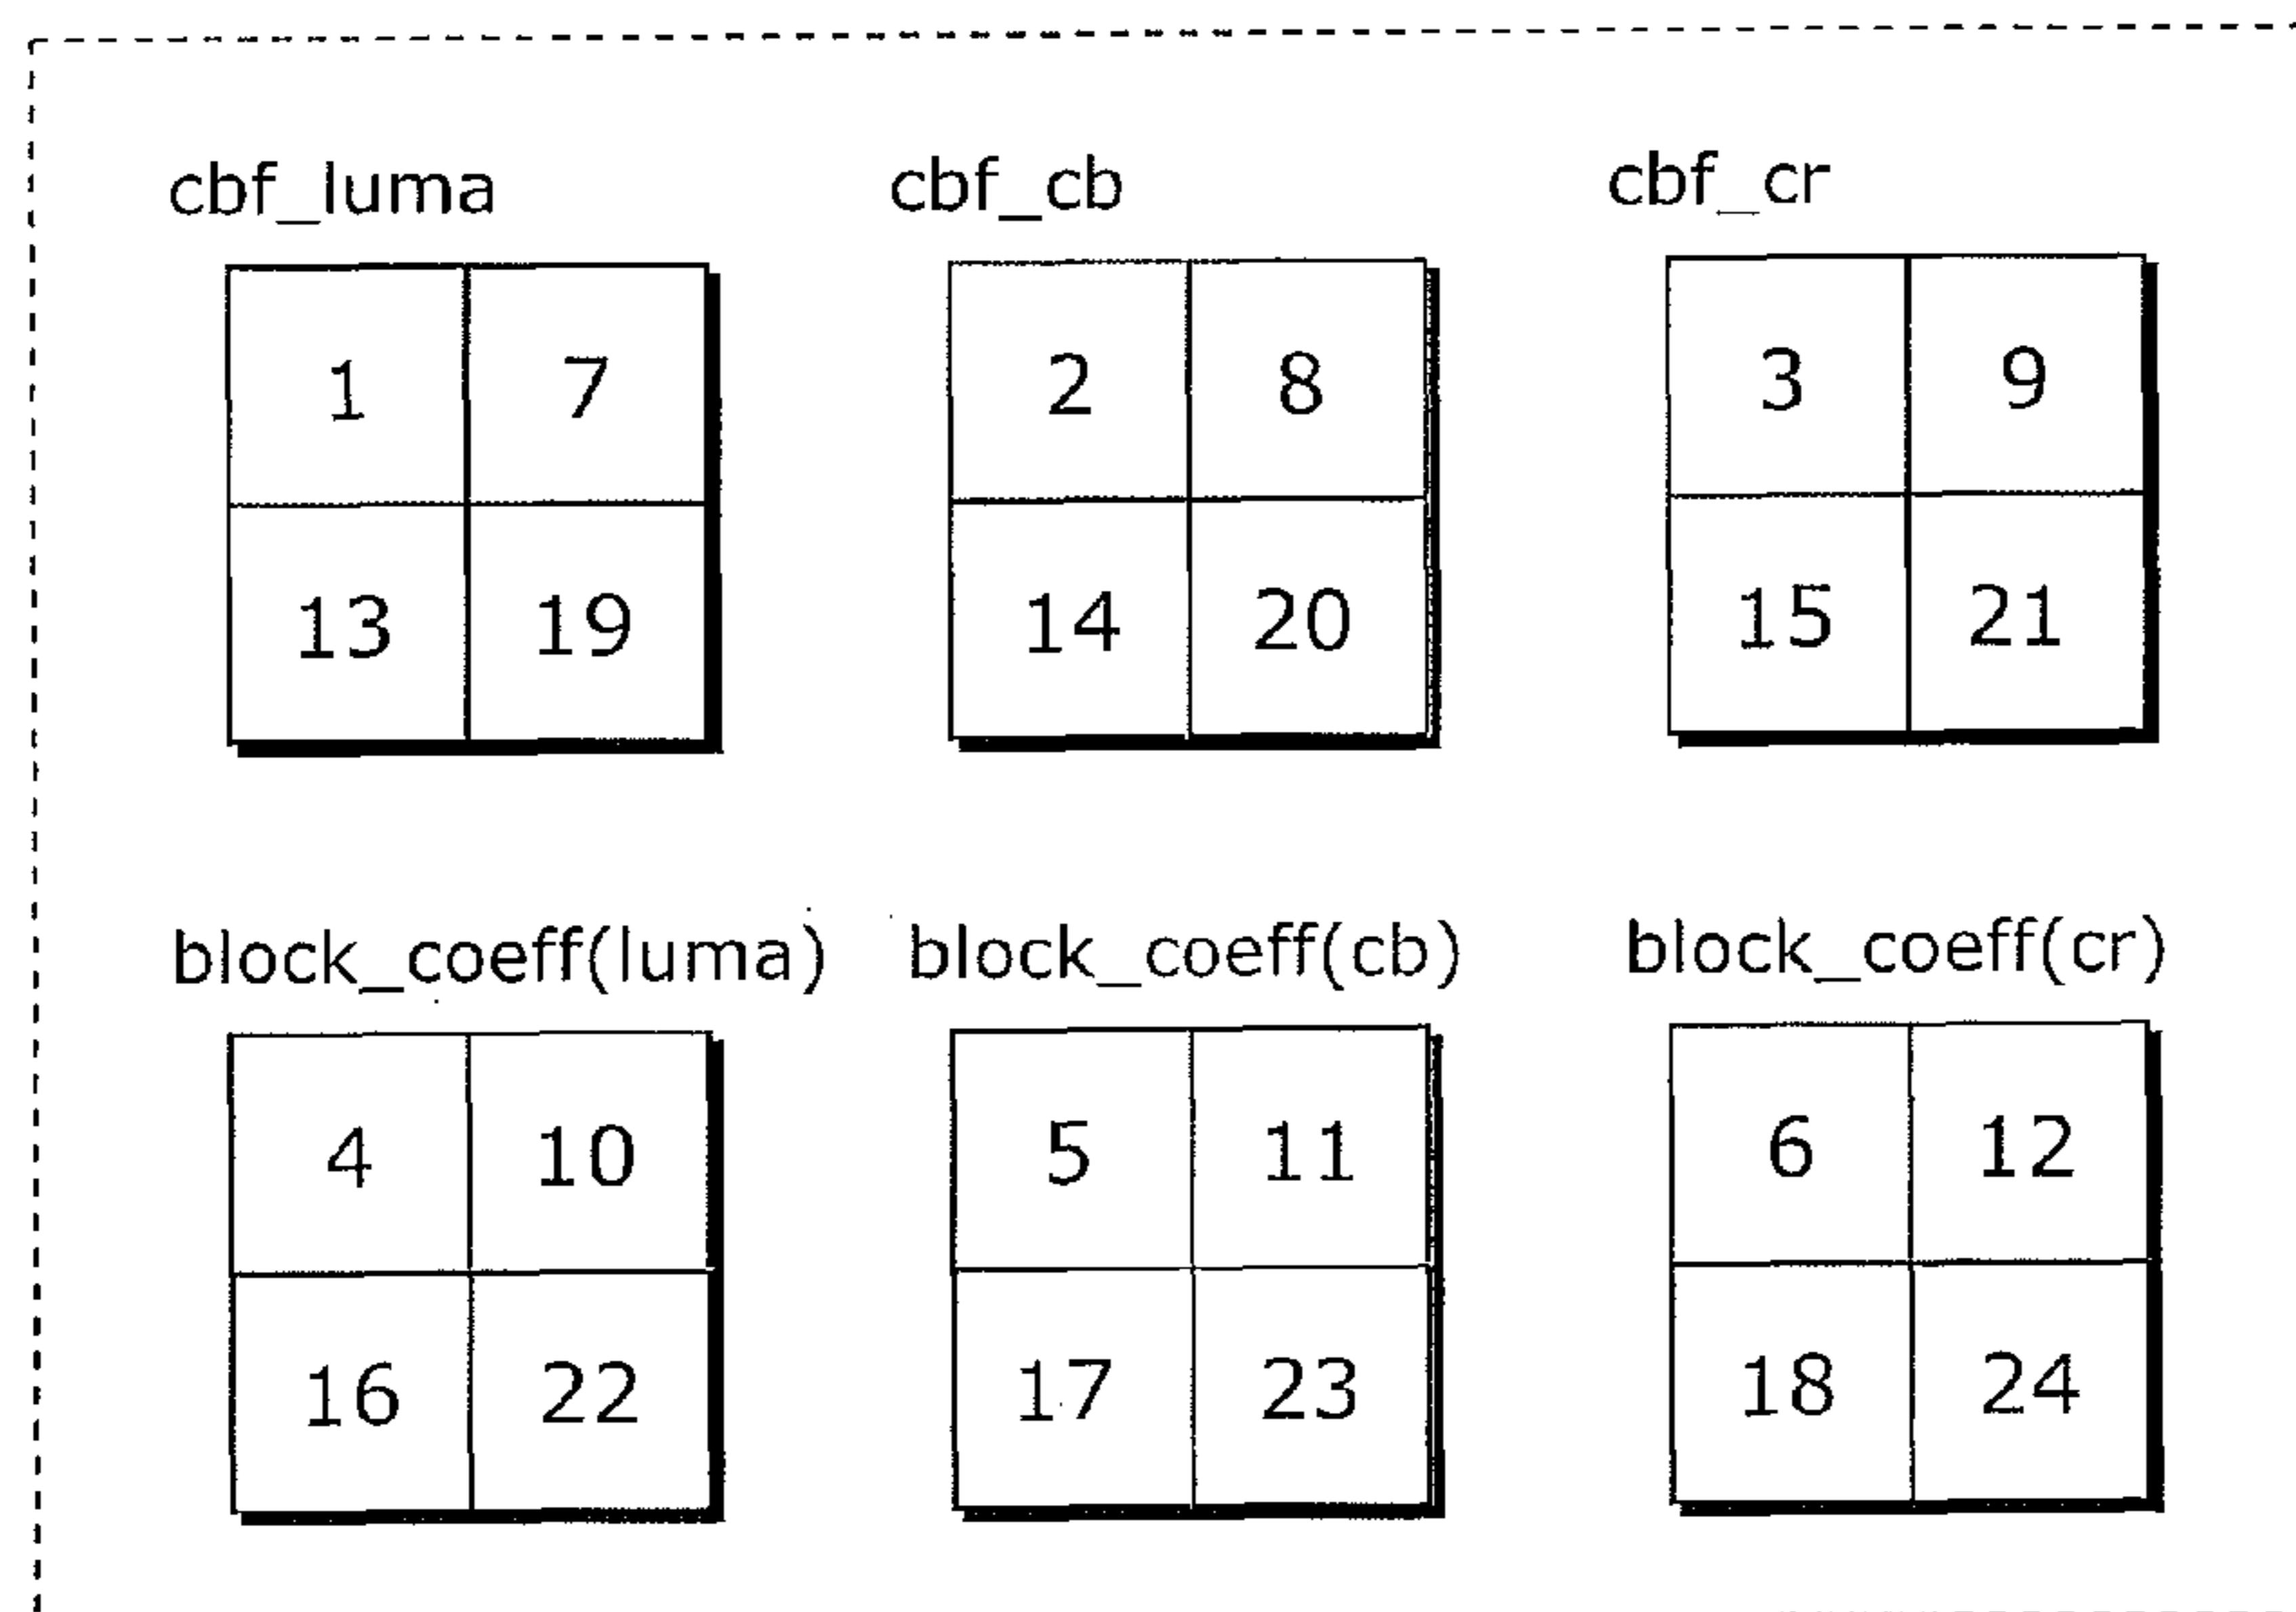 cbf_luma cbf_cb cbf_cr
1 7 2 8 3 9
13 19 14 20 15 21
block_coeff(luma) block_coeff(cb) block_coeff(cr)
4 10 5 11 6 12
16 22 17 23 18 24